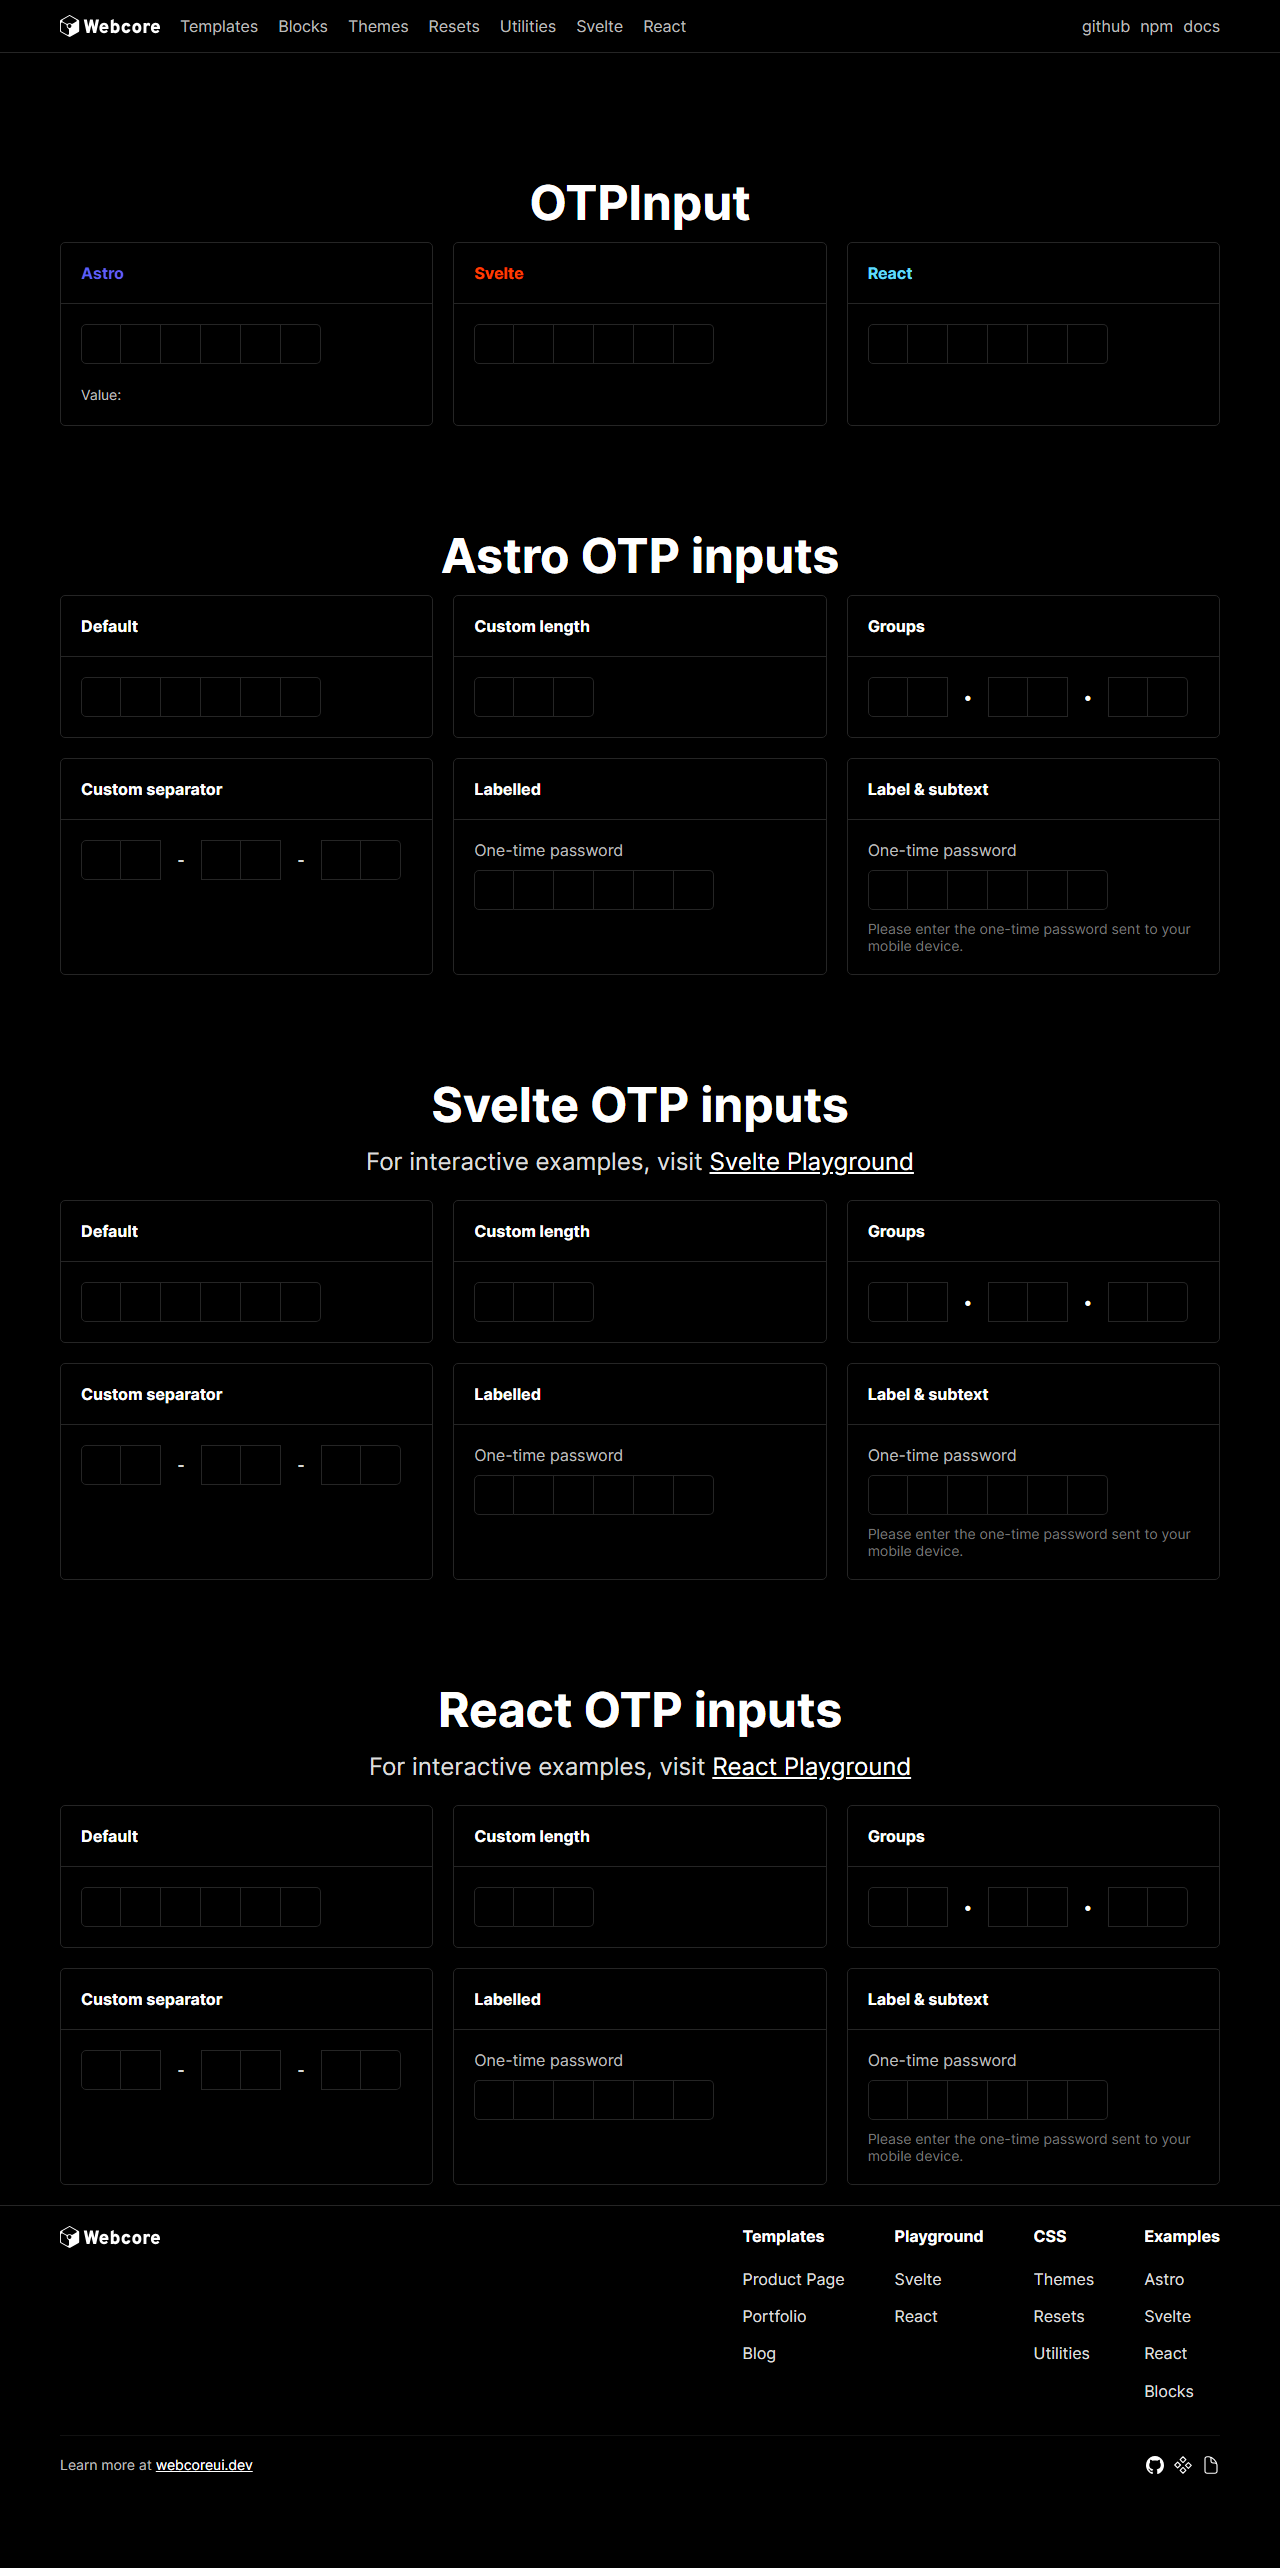 Webcore Templates Blocks Themes Resets Utilities Svelte React github npm docs
OTPInput
Astro Svelte React
Value:
Astro OTP inputs
Default Custom length Groups
• •
Custom separator Labelled Label & subtext
One-time password One-time password
- -
Please enter the one-time password sent to your
mobile device.
Svelte OTP inputs
For interactive examples, visit Svelte Playground
Default Custom length Groups
• •
Custom separator Labelled Label & subtext
One-time password One-time password
- -
Please enter the one-time password sent to your
mobile device.
React OTP inputs
For interactive examples, visit React Playground
Default Custom length Groups
• •
Custom separator Labelled Label & subtext
One-time password One-time password
- -
Please enter the one-time password sent to your
mobile device.
Webcore Templates Playground CSS Examples
Product Page Svelte Themes Astro
Portfolio React Resets Svelte
Blog Utilities React
Blocks
Learn more at webcoreui.dev